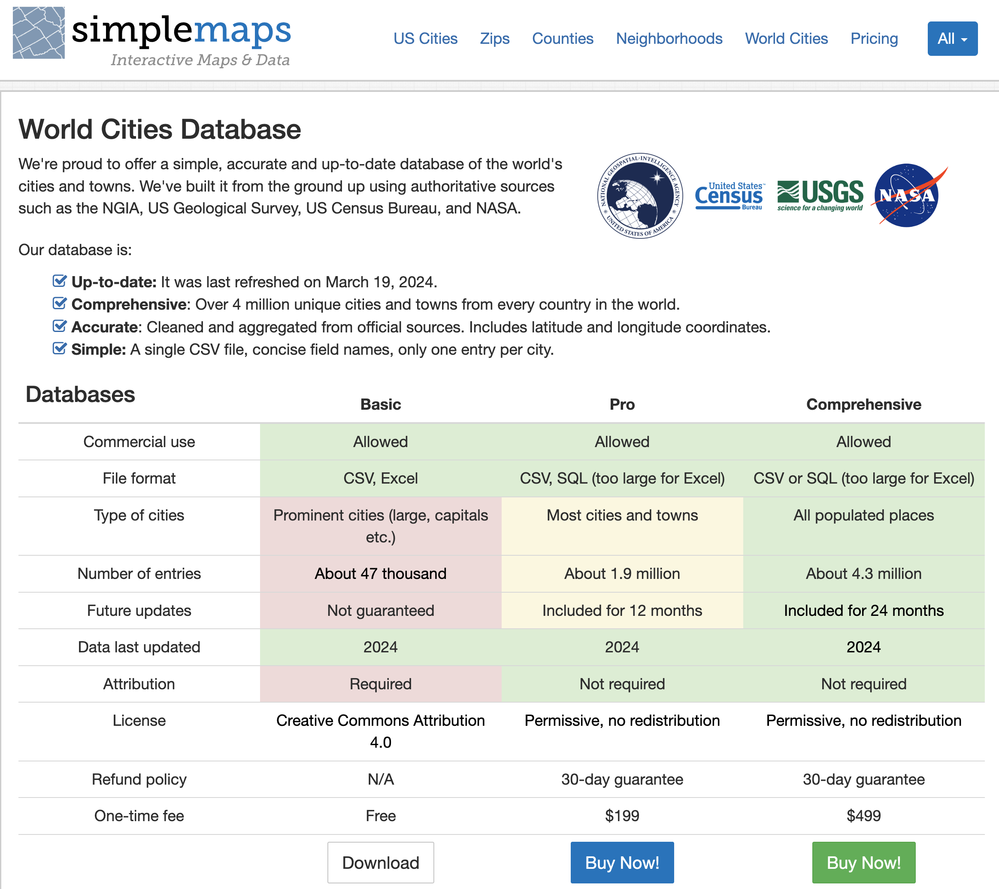 simplemaps
Interactive Maps & Data
US Cities Zips Counties Neighborhoods World Cities Pricing All
World Cities Database
We're proud to offer a simple, accurate and up-to-date database of the world's
cities and towns. We've built it from the ground up using authoritative sources
such as the NGIA, US Geological Survey, US Census Bureau, and NASA.
NATIONAL GEOSPATIAL-INTELLIGENCE AGENCY
UNITED STATES OF AMERICA
United States™
Census
Bureau
USGS
science for a changing world
NASA
Our database is:
Up-to-date: It was last refreshed on March 19, 2024.
Comprehensive: Over 4 million unique cities and towns from every country in the world.
Accurate: Cleaned and aggregated from official sources. Includes latitude and longitude coordinates.
Simple: A single CSV file, concise field names, only one entry per city.
Databases
Basic Pro Comprehensive
Commercial use Allowed Allowed Allowed
File format CSV, Excel CSV, SQL (too large for Excel) CSV or SQL (too large for Excel)
Type of cities Prominent cities (large, capitals Most cities and towns All populated places
etc.)
Number of entries About 47 thousand About 1.9 million About 4.3 million
Future updates Not guaranteed Included for 12 months Included for 24 months
Data last updated 2024 2024 2024
Attribution Required Not required Not required
License Creative Commons Attribution Permissive, no redistribution Permissive, no redistribution
4.0
Refund policy N/A 30-day guarantee 30-day guarantee
One-time fee Free $199 $499
Download Buy Now! Buy Now!